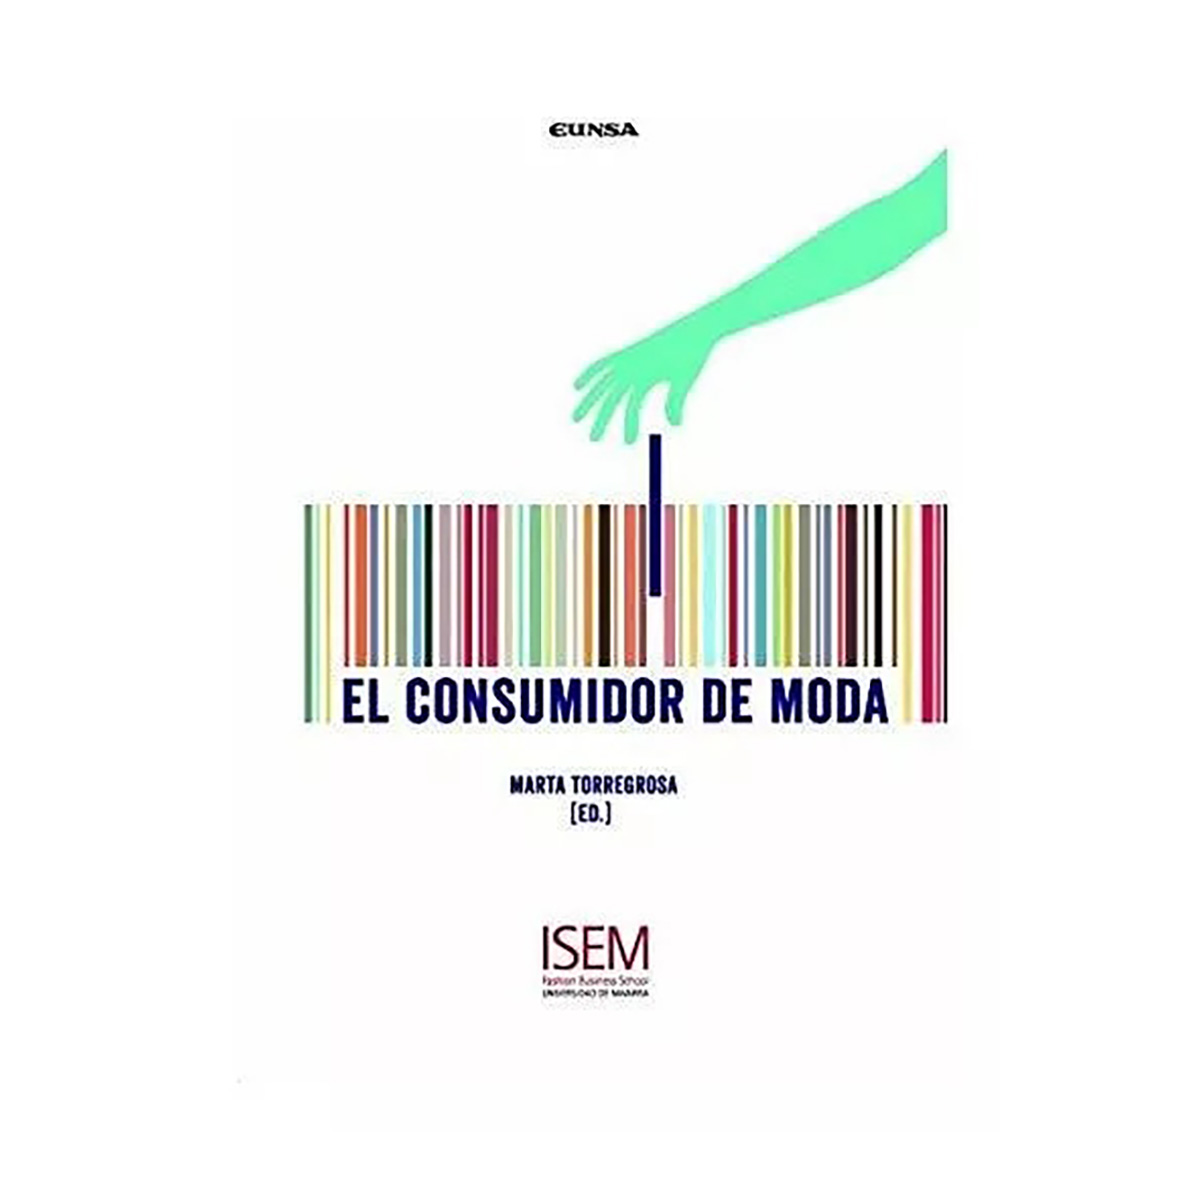 EUNSA
EL CONSUMIDOR DE MODA
MARTA TORREGROSA
[ED.]
ISEM
Fashion Business School
UNIVERSIDAD DE NAVARRA